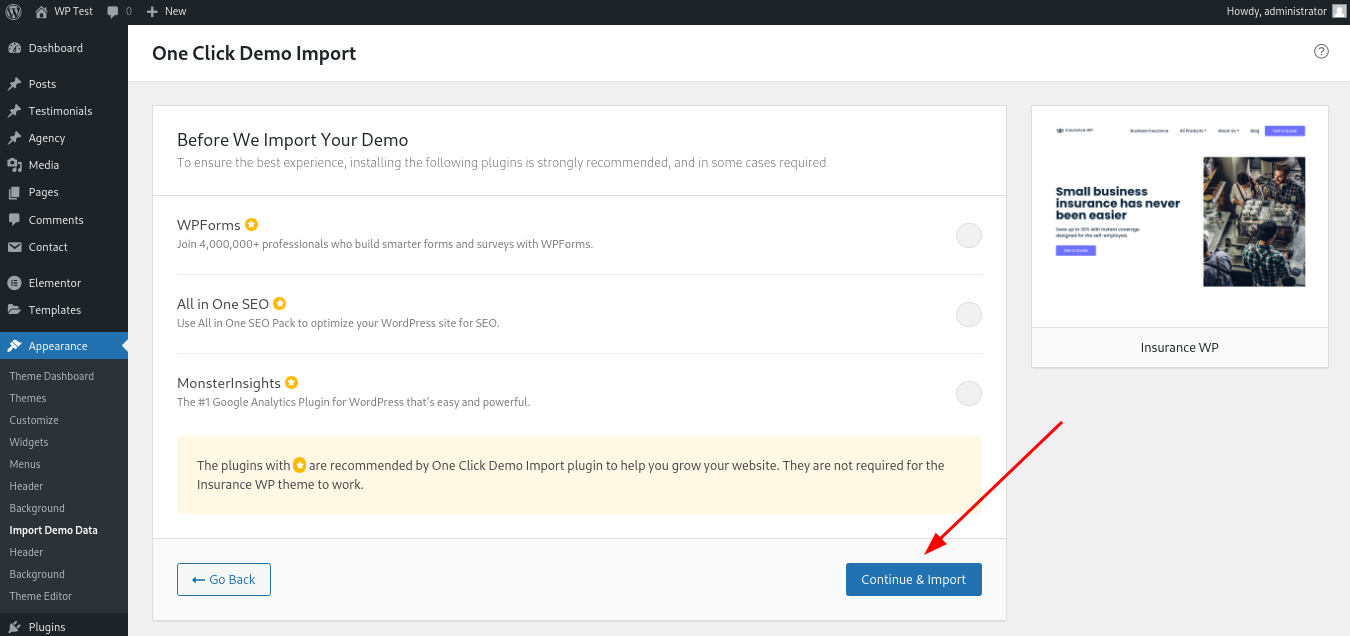 WP Test
0
New
Howdy, administrator
Dashboard
Posts
Testimonials
Agency
Media
Pages
Comments
Contact
Elementor
Templates
Appearance
Theme Dashboard
Themes
Customize
Widgets
Menus
Header
Background
Import Demo Data
Header
Background
Theme Editor
Plugins
One Click Demo Import
Before We Import Your Demo
To ensure the best experience, installing the following plugins is strongly recommended, and in some cases required.
WPForms
Join 4,000,000+ professionals who build smarter forms and surveys with WPForms.
All in One SEO
Use All in One SEO Pack to optimize your WordPress site for SEO.
MonsterInsights
The #1 Google Analytics Plugin for WordPress that's easy and powerful.
The plugins with are recommended by One Click Demo Import plugin to help you grow your website. They are not required for the
Insurance WP theme to work.
Go Back
Continue & Import
Insurance WP
Business Insurance
All Products
About Us
Blog
Get A Quote
Small business
insurance has never
been easier
Save up to 30% with instant coverage
designed for the self-employed.
Get A Quote
Insurance WP